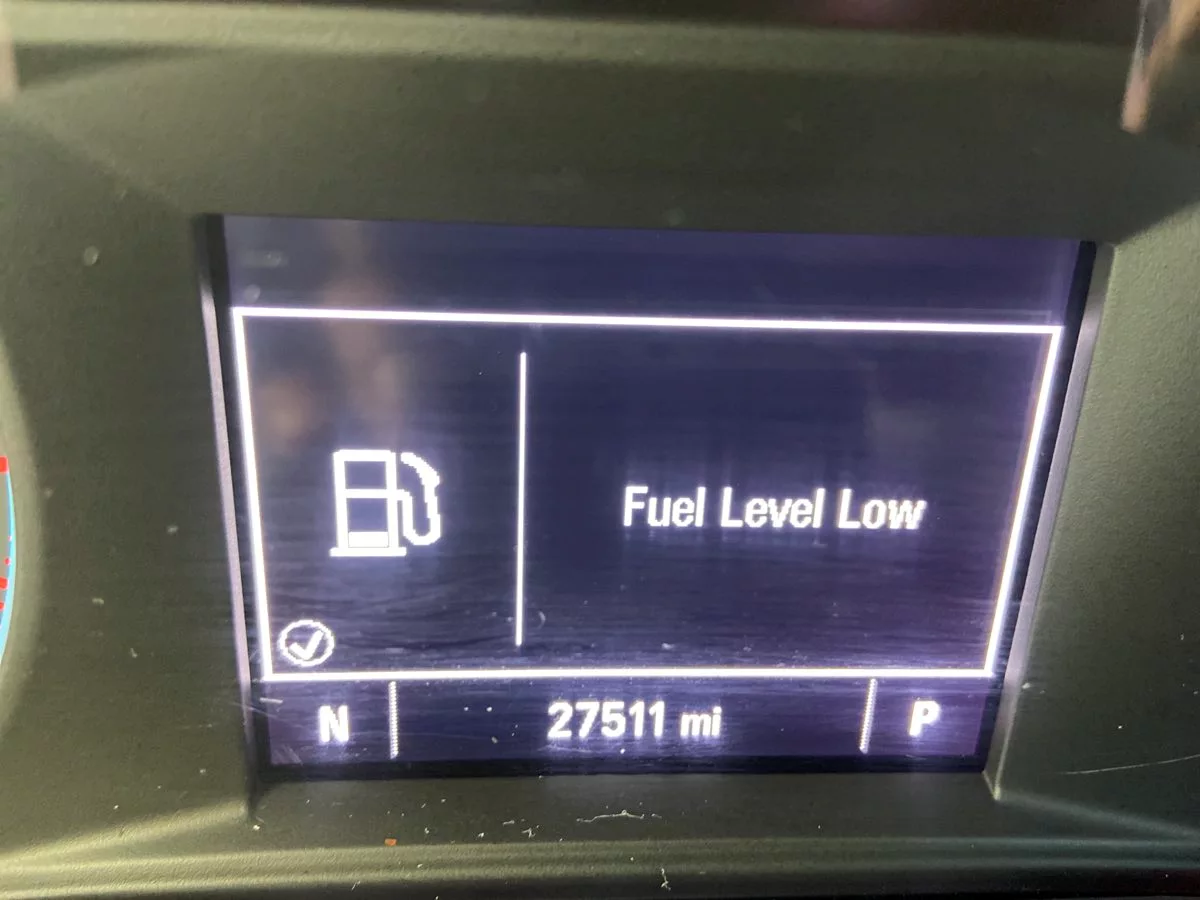 Fuel Level Low
N 27511 mi P